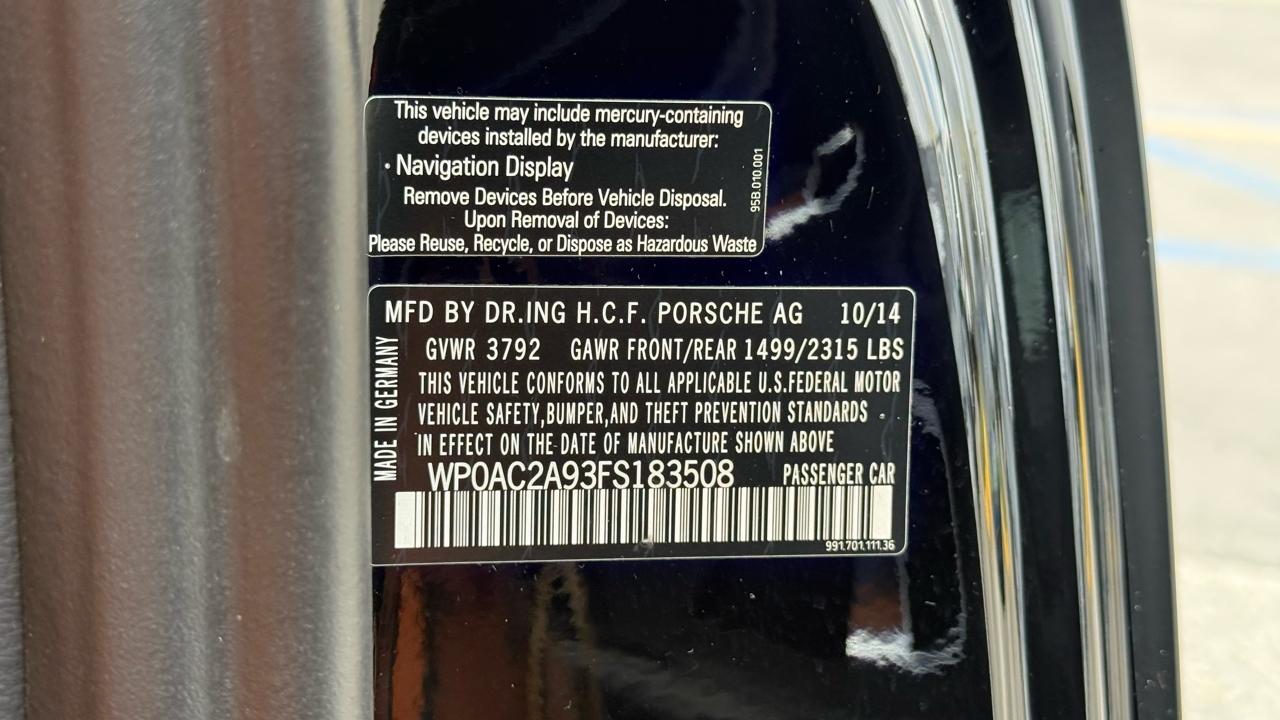 This vehicle may include mercury-containing
devices installed by the manufacturer:
· Navigation Display
Remove Devices Before Vehicle Disposal.
Upon Removal of Devices:
Please Reuse, Recycle, or Dispose as Hazardous Waste
95B.010.001
MFD BY DR.ING H.C.F. PORSCHE AG 10/14
GVWR 3792 GAWR FRONT/REAR 1499/2315 LBS
THIS VEHICLE CONFORMS TO ALL APPLICABLE U.S.FEDERAL MOTOR
VEHICLE SAFETY,BUMPER,AND THEFT PREVENTION STANDARDS
IN EFFECT ON THE DATE OF MANUFACTURE SHOWN ABOVE
MADE IN GERMANY
WP0AC2A93FS183508 PASSENGER CAR
991.701.111.36